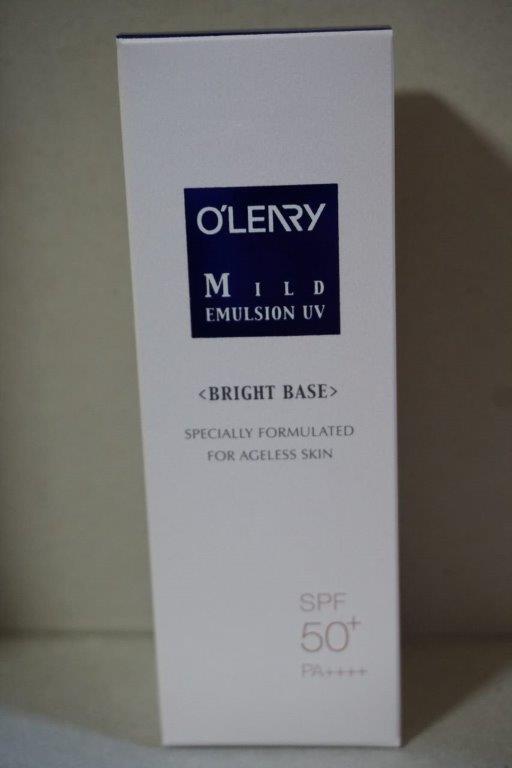 O'LEARY
MILD
EMULSION UV
<BRIGHT BASE>
SPECIALLY FORMULATED
FOR AGELESS SKIN
SPF
50+
PA++++